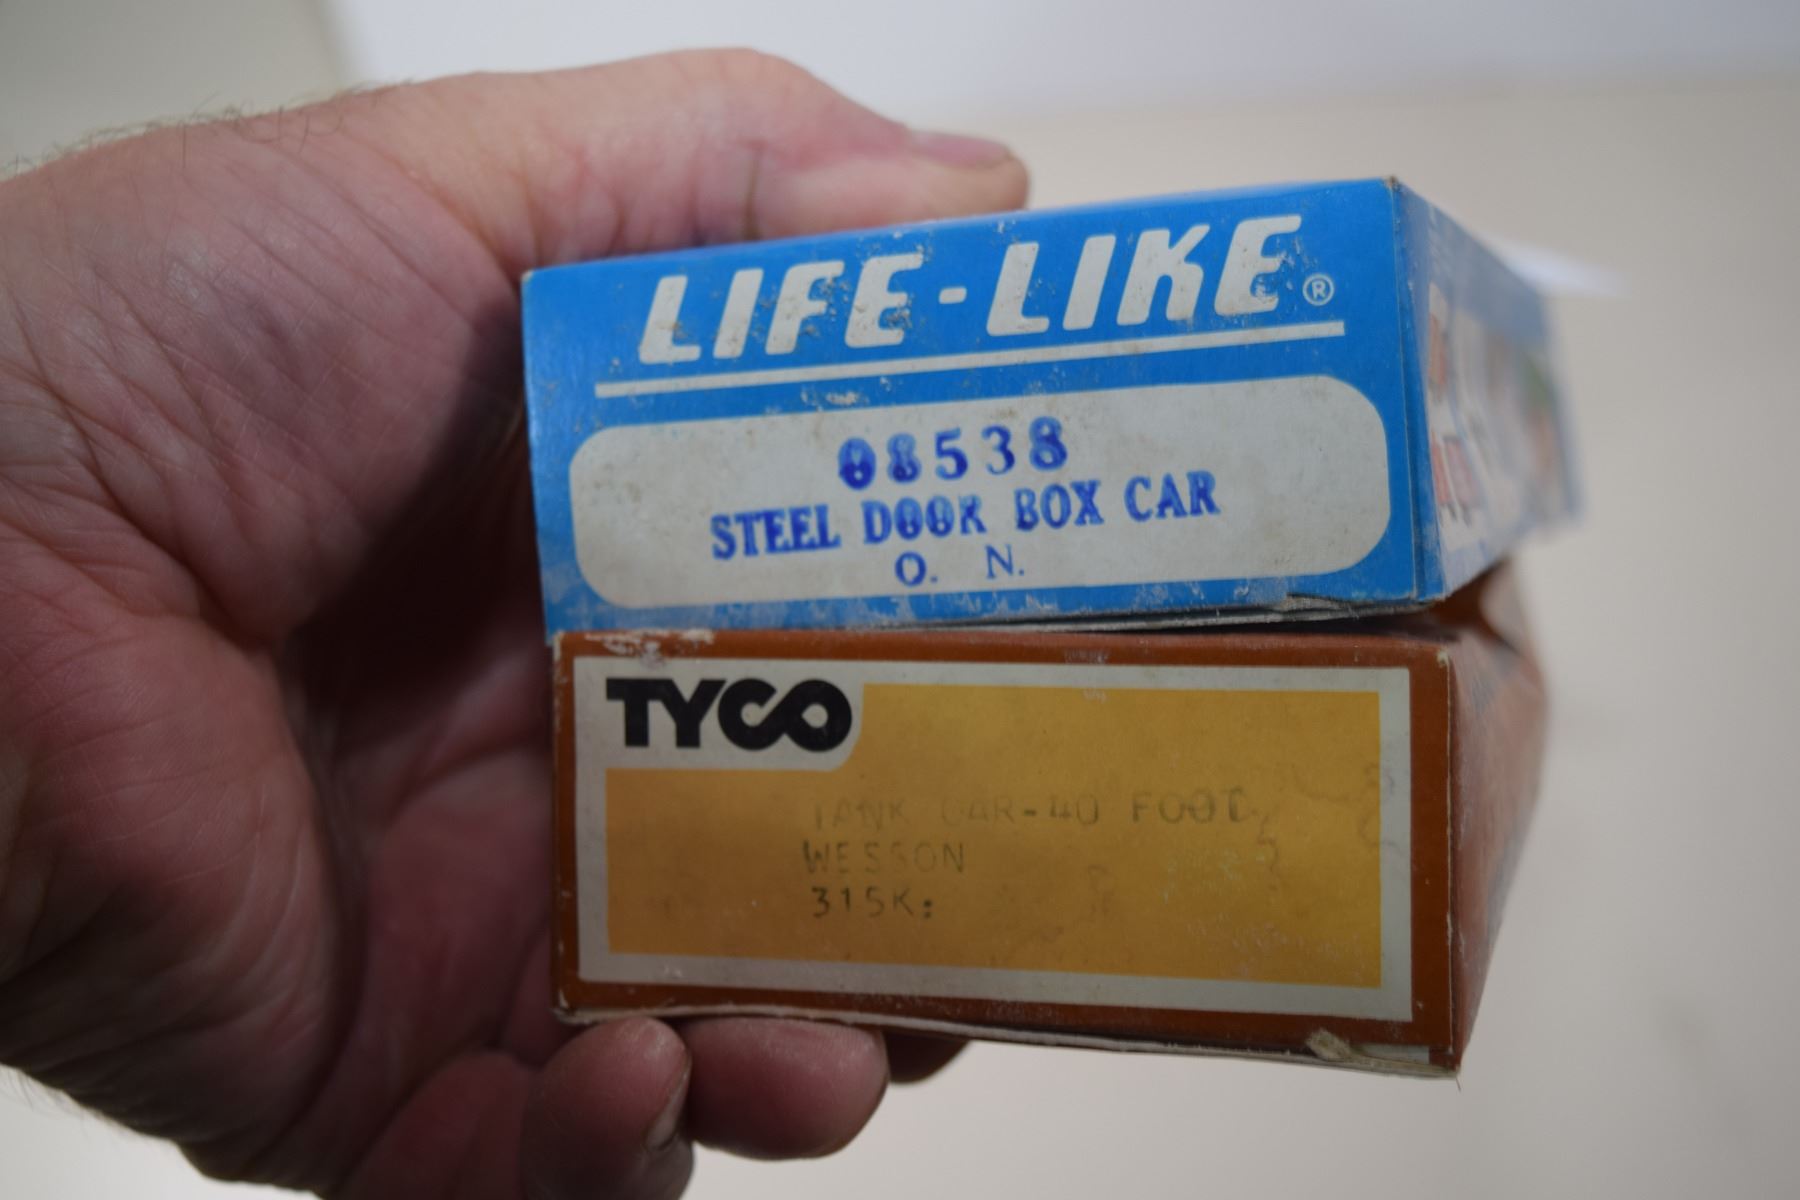 LIFE-LIKE®
08538
STEEL DOOR BOX CAR
O. N.
TYCO
TANK CAR-40 FOOT
WESSON
315K: